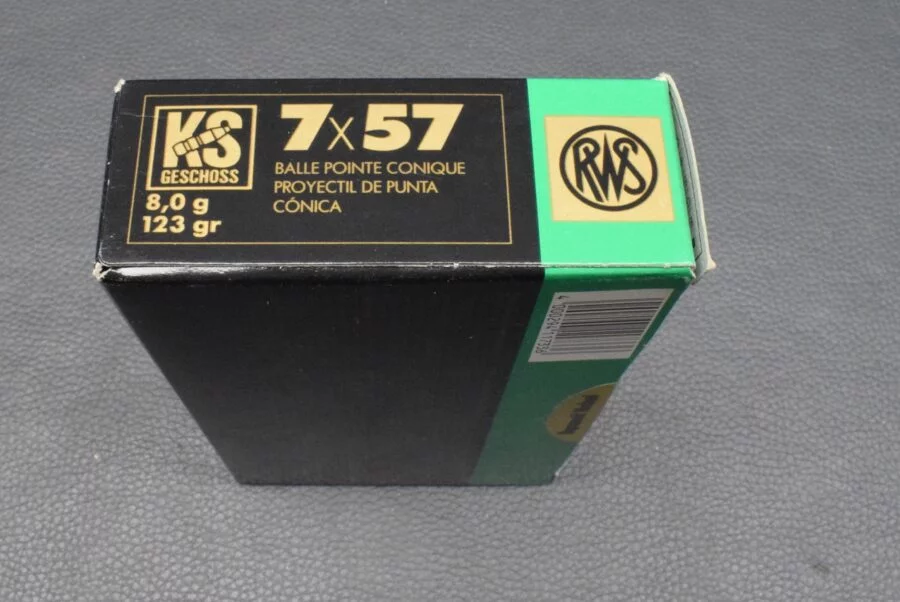 KS
GESCHOSS
8,0 g
123 gr
7x57
BALLE POINTE CONIQUE
PROYECTIL DE PUNTA
CÓNICA
RWS